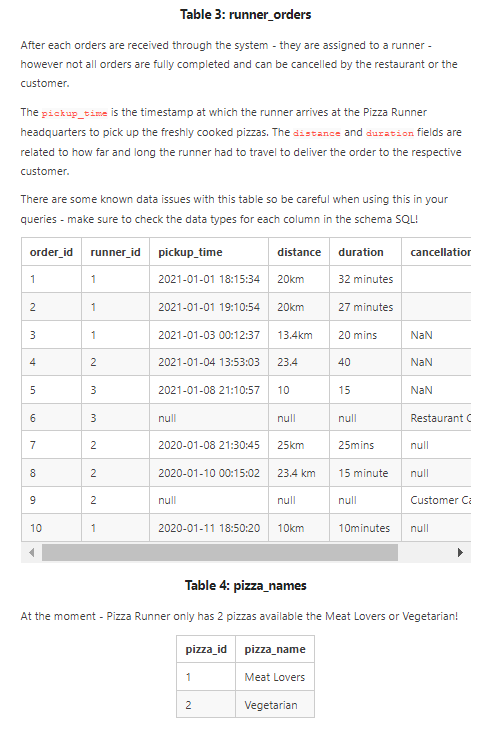 Table 3: runner_orders
After each orders are received through the system - they are assigned to a runner -
however not all orders are fully completed and can be cancelled by the restaurant or the
customer.
The pickup_time is the timestamp at which the runner arrives at the Pizza Runner
headquarters to pick up the freshly cooked pizzas. The distance and duration fields are
related to how far and long the runner had to travel to deliver the order to the respective
customer.
There are some known data issues with this table so be careful when using this in your
queries - make sure to check the data types for each column in the schema SQL!
order_id runner_id pickup_time distance duration cancellation
1 1 2021-01-01 18:15:34 20km 32 minutes
2 1 2021-01-01 19:10:54 20km 27 minutes
3 1 2021-01-03 00:12:37 13.4km 20 mins NaN
4 2 2021-01-04 13:53:03 23.4 40 NaN
5 3 2021-01-08 21:10:57 10 15 NaN
6 3 null null null Restaurant C
7 2 2020-01-08 21:30:45 25km 25mins null
8 2 2020-01-10 00:15:02 23.4 km 15 minute null
9 2 null null null Customer Ca
10 1 2020-01-11 18:50:20 10km 10minutes null
Table 4: pizza_names
At the moment - Pizza Runner only has 2 pizzas available the Meat Lovers or Vegetarian!
pizza_id pizza_name
1 Meat Lovers
2 Vegetarian